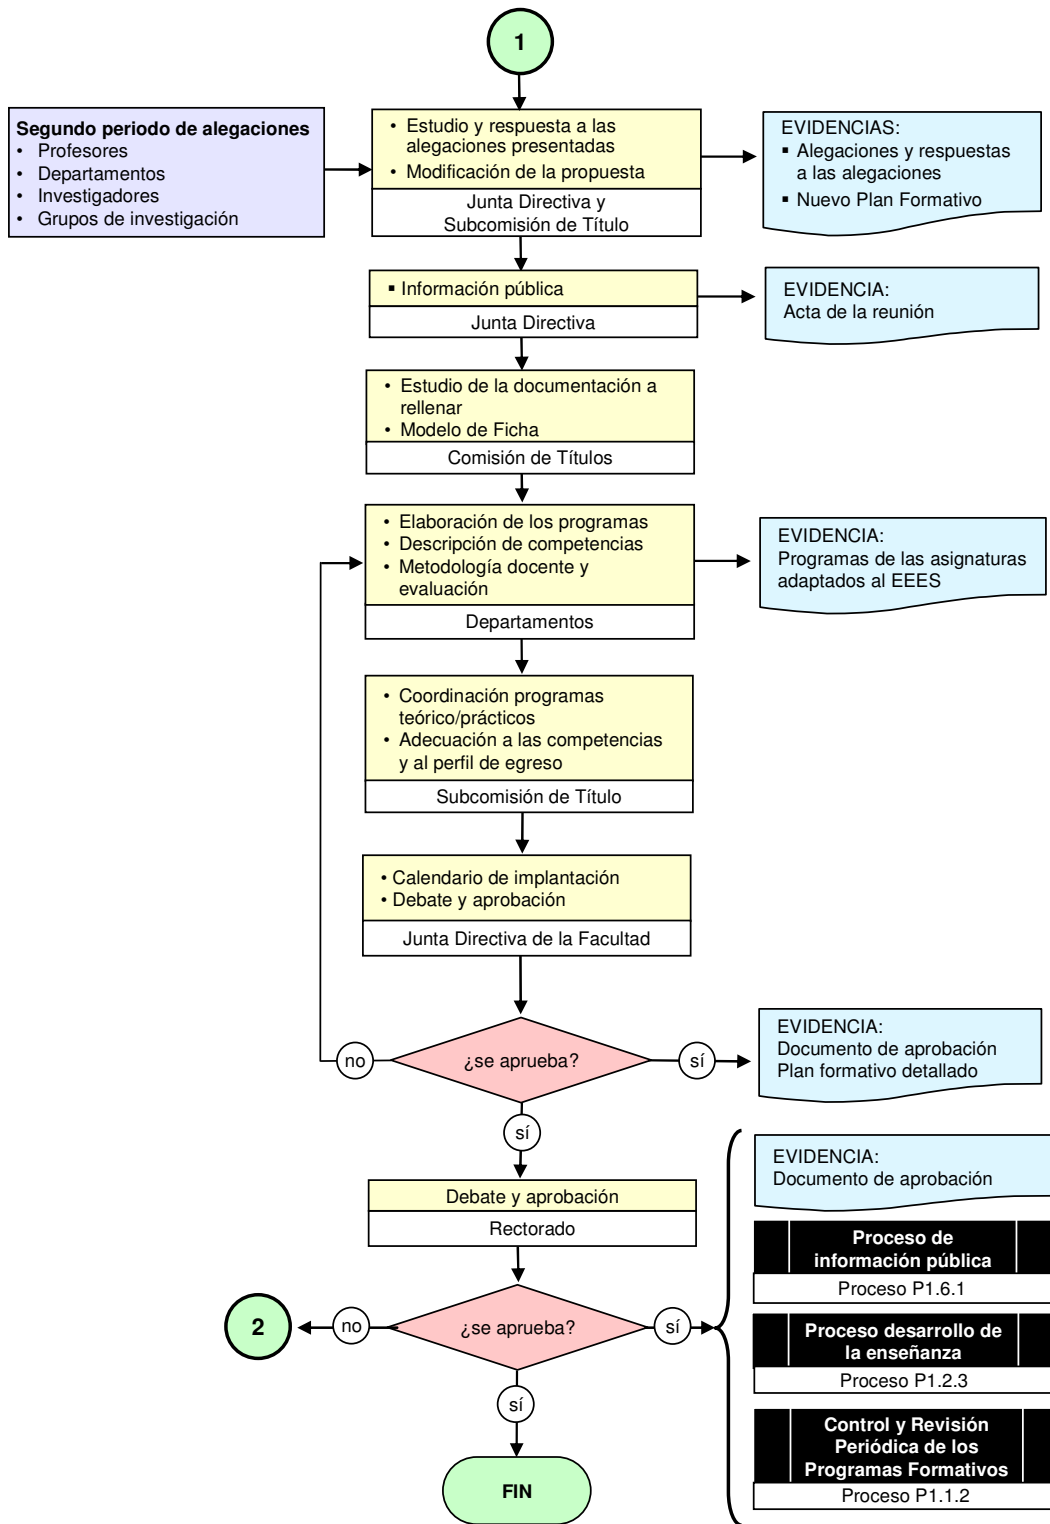 1
Segundo periodo de alegaciones
• Profesores
• Departamentos
• Investigadores
• Grupos de investigación
• Estudio y respuesta a las
alegaciones presentadas
• Modificación de la propuesta
Junta Directiva y
Subcomisión de Título
EVIDENCIAS:
▪ Alegaciones y respuestas
a las alegaciones
▪ Nuevo Plan Formativo
▪ Información pública
Junta Directiva
EVIDENCIA:
Acta de la reunión
• Estudio de la documentación a
rellenar
• Modelo de Ficha
Comisión de Títulos
• Elaboración de los programas
• Descripción de competencias
• Metodología docente y
evaluación
Departamentos
EVIDENCIA:
Programas de las asignaturas
adaptados al EEES
• Coordinación programas
teórico/prácticos
• Adecuación a las competencias
y al perfil de egreso
Subcomisión de Título
• Calendario de implantación
• Debate y aprobación
Junta Directiva de la Facultad
no
¿se aprueba?
sí
EVIDENCIA:
Documento de aprobación
Plan formativo detallado
sí
Debate y aprobación
Rectorado
EVIDENCIA:
Documento de aprobación
Proceso de
información pública
Proceso P1.6.1
2
no
¿se aprueba?
sí
Proceso desarrollo de
la enseñanza
Proceso P1.2.3
sí
Control y Revisión
Periódica de los
Programas Formativos
Proceso P1.1.2
FIN